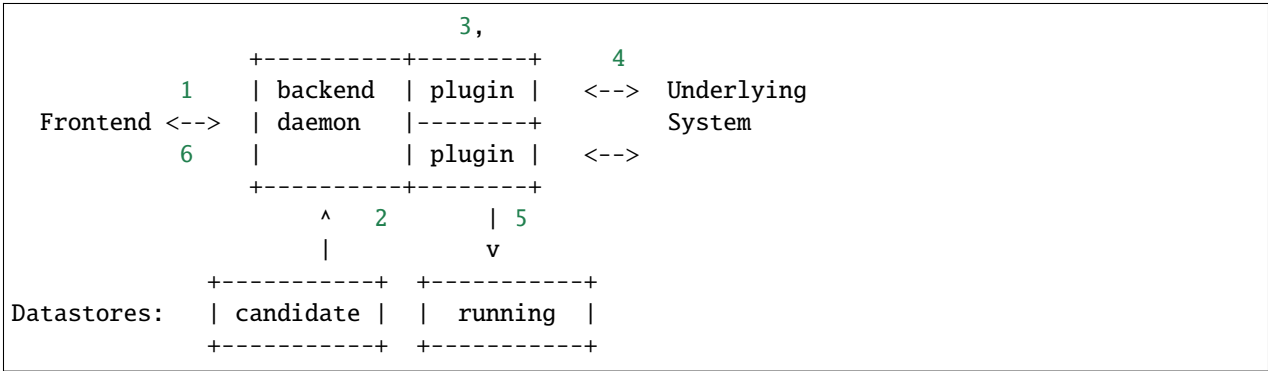 3,
+----------+--------+ 4
1 | backend | plugin | <--> Underlying
Frontend <--> | daemon |--------+ System
6 | | plugin | <-->
+----------+--------+
^ 2 | 5
| v
+-----------+ +-----------+
Datastores: | candidate | | running |
+-----------+ +-----------+